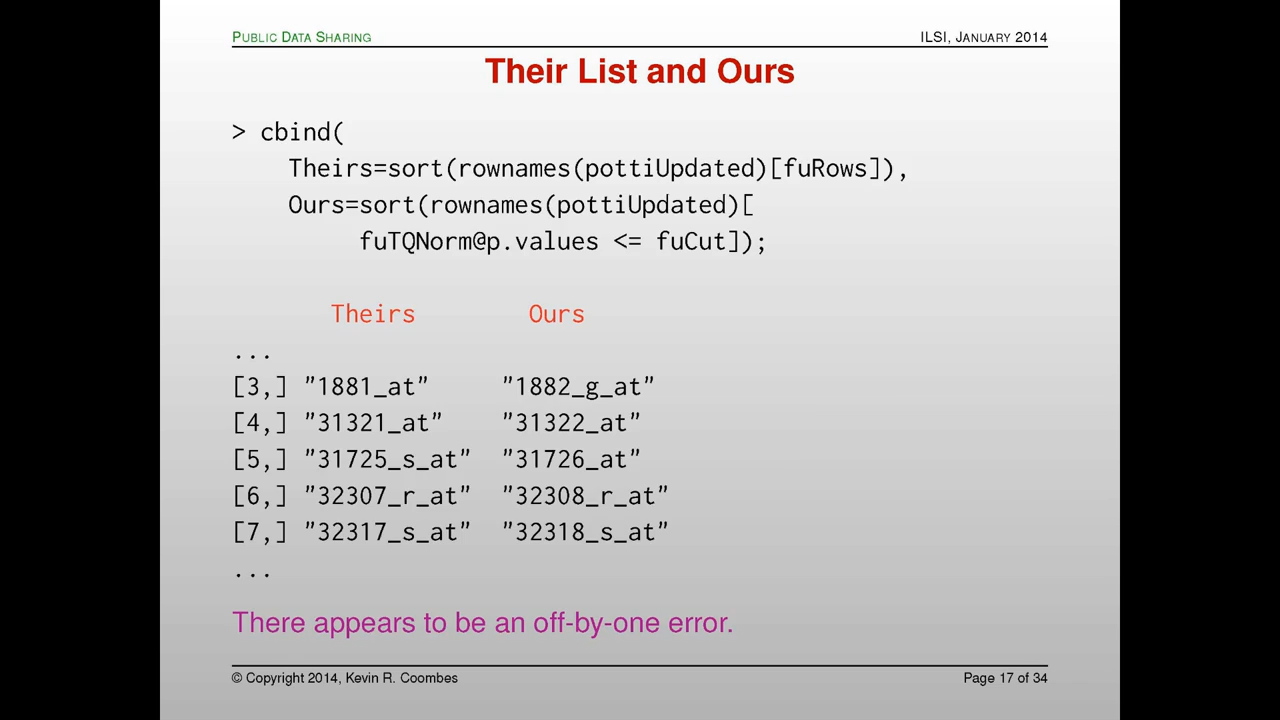 PUBLIC DATA SHARING ILSI, JANUARY 2014
Their List and Ours
> cbind(
Theirs=sort(rownames(pottiUpdated)[fuRows]),
Ours=sort(rownames(pottiUpdated)[
fuTQNorm@p.values <= fuCut]);
Theirs Ours
...
[3,] "1881_at" "1882_g_at"
[4,] "31321_at" "31322_at"
[5,] "31725_s_at" "31726_at"
[6,] "32307_r_at" "32308_r_at"
[7,] "32317_s_at" "32318_s_at"
...
There appears to be an off-by-one error.
© Copyright 2014, Kevin R. Coombes Page 17 of 34